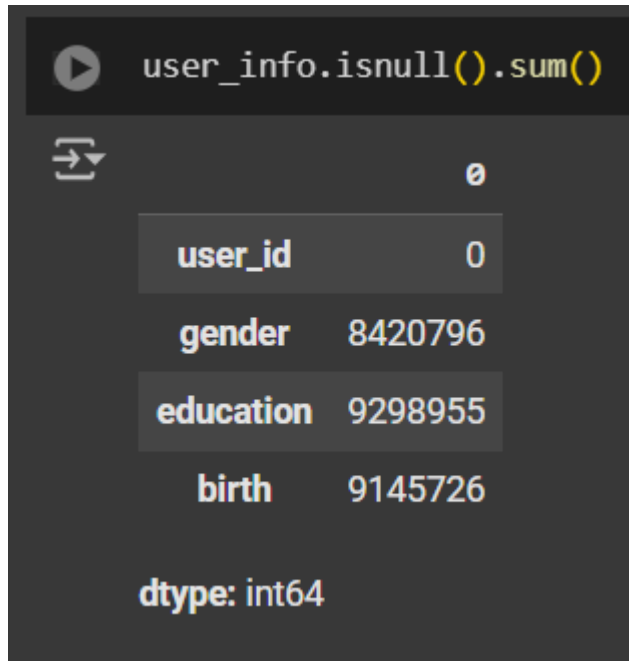 user_info.isnull().sum()
0
user_id 0
gender 8420796
education 9298955
birth 9145726
dtype: int64